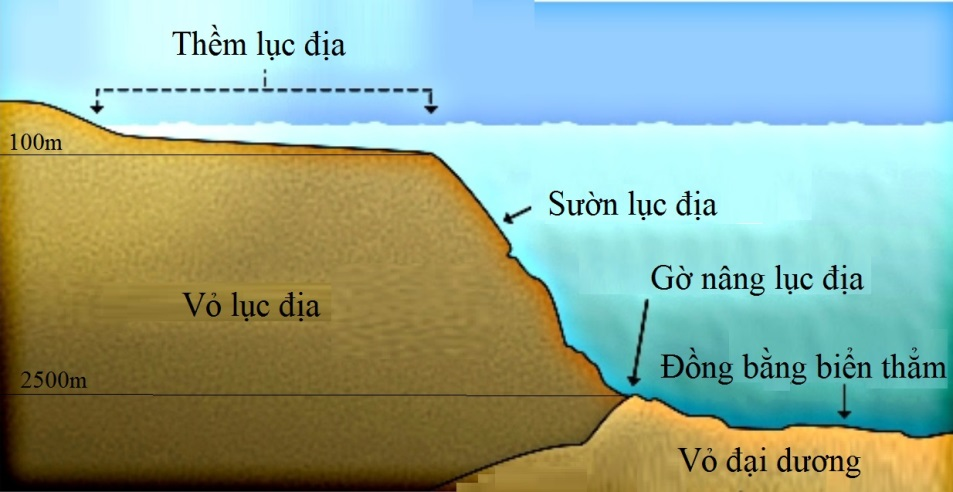 Thềm lục địa
100m
Sườn lục địa
Gờ nâng lục địa
Vỏ lục địa
Đồng bằng biển thẳm
2500m
Vỏ đại dương